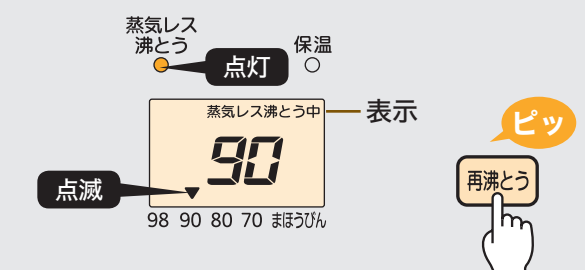 蒸気レス
沸とう
保温
点灯
蒸気レス沸とう中
表示
90
ピッ
点滅
再沸とう
98 90 80 70 まほうびん